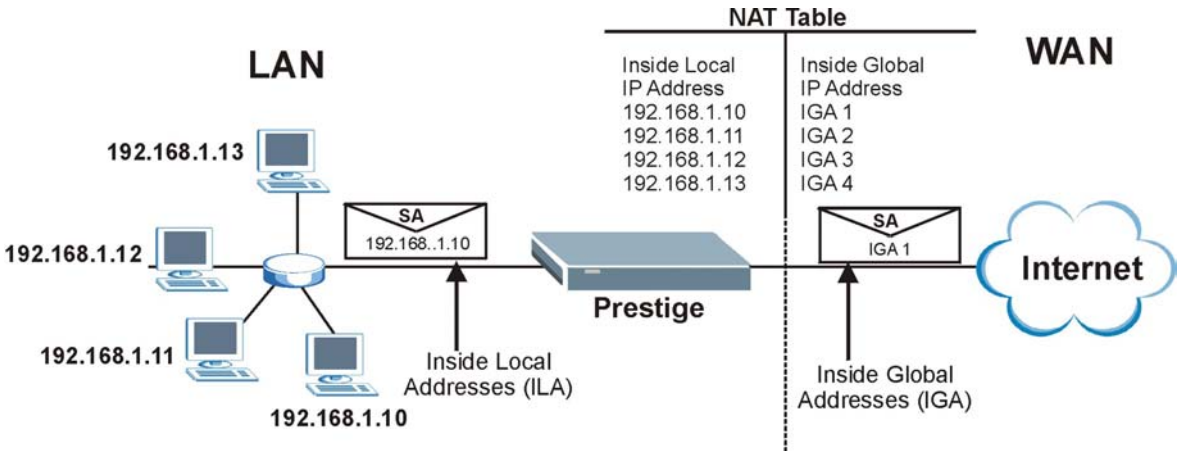 NAT Table
LAN
WAN
Inside Local
IP Address
192.168.1.10
192.168.1.11
192.168.1.12
192.168.1.13
Inside Global
IP Address
IGA 1
IGA 2
IGA 3
IGA 4
192.168.1.13
192.168.1.12
192.168.1.11
192.168.1.10
SA
192.168..1.10
Prestige
SA
IGA 1
Internet
Inside Local
Addresses (ILA)
Inside Global
Addresses (IGA)